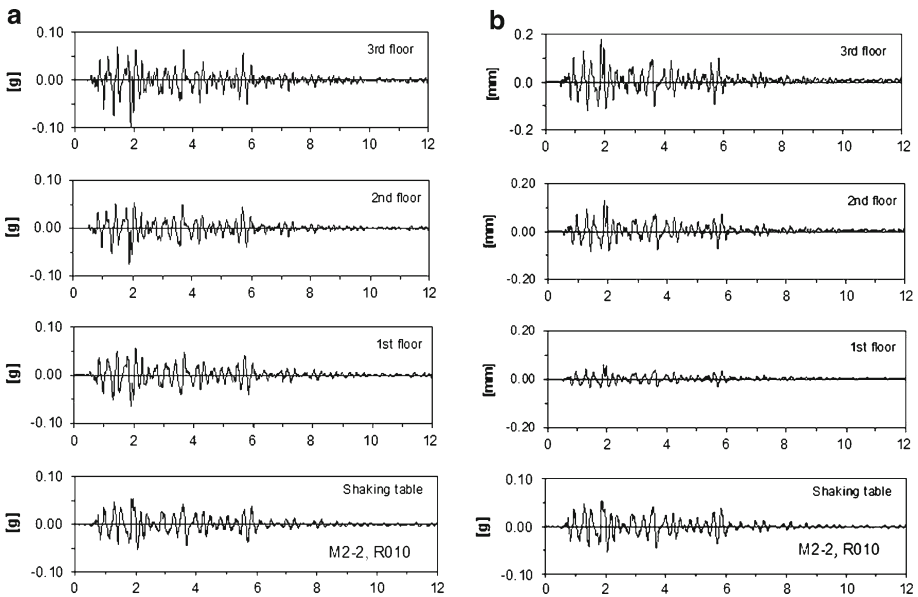 a
0.10
3rd floor
[g]
0.00
-0.10
0 2 4 6 8 10 12
0.10
2nd floor
[g]
0.00
-0.10
0 2 4 6 8 10 12
0.10
1st floor
[g]
0.00
-0.10
0 2 4 6 8 10 12
0.10
Shaking table
[g]
0.00
M2-2, R010
-0.10
0 2 4 6 8 10 12
b
0.2
3rd floor
[mm]
0.0
-0.2
0 2 4 6 8 10 12
0.20
2nd floor
[mm]
0.00
-0.20
0 2 4 6 8 10 12
0.20
1st floor
[mm]
0.00
-0.20
0 2 4 6 8 10 12
0.10
Shaking table
[g]
0.00
M2-2, R010
-0.10
0 2 4 6 8 10 12